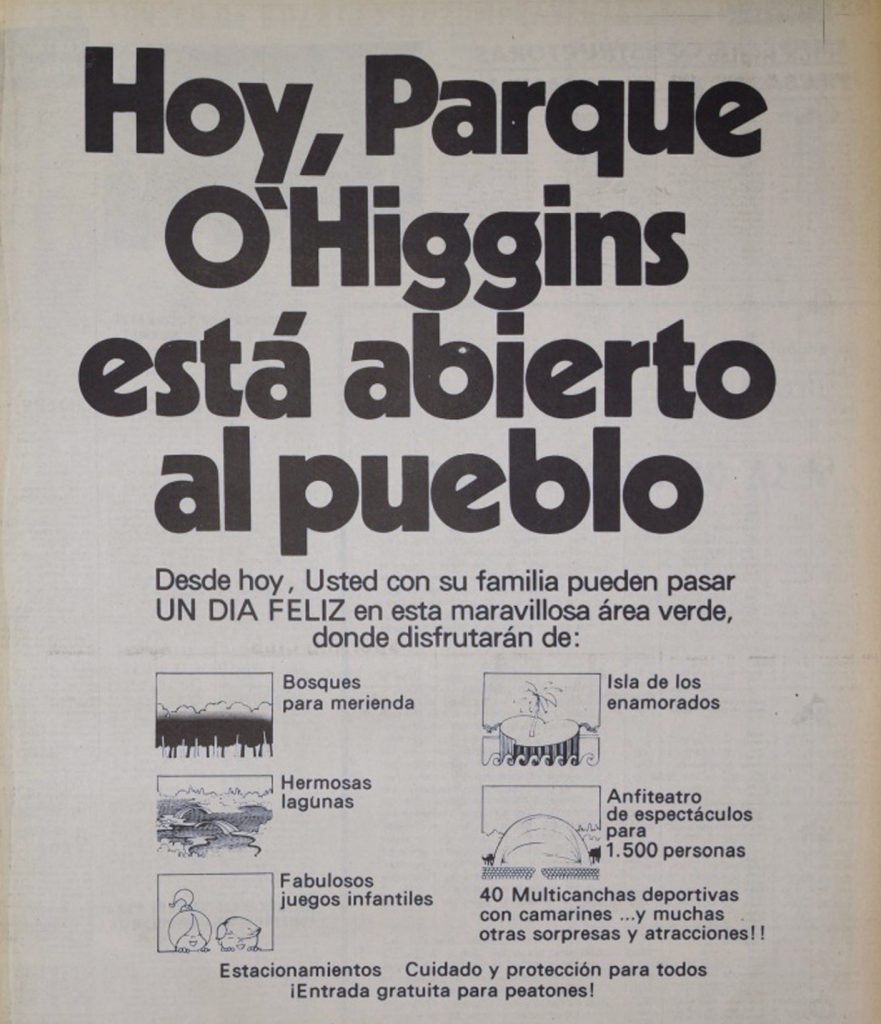 Hoy, Parque
O'Higgins
está abierto
al pueblo
Desde hoy, Usted con su familia pueden pasar
UN DIA FELIZ en esta maravillosa área verde,
donde disfrutarán de:
Bosques
para merienda
Isla de los
enamorados
Hermosas
lagunas
Anfiteatro
de espectáculos
para
1.500 personas
Fabulosos
juegos infantiles
40 Multicanchas deportivas
con camarines ...y muchas
otras sorpresas y atracciones!!
Estacionamientos Cuidado y protección para todos
¡Entrada gratuita para peatones!